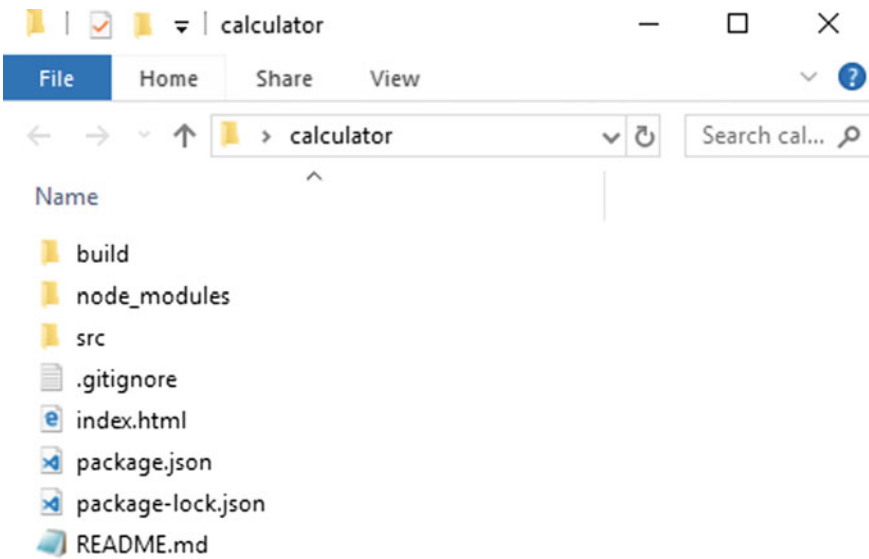 calculator
File Home Share View ?
calculator Search cal...
Name
build
node_modules
src
.gitignore
index.html
package.json
package-lock.json
README.md